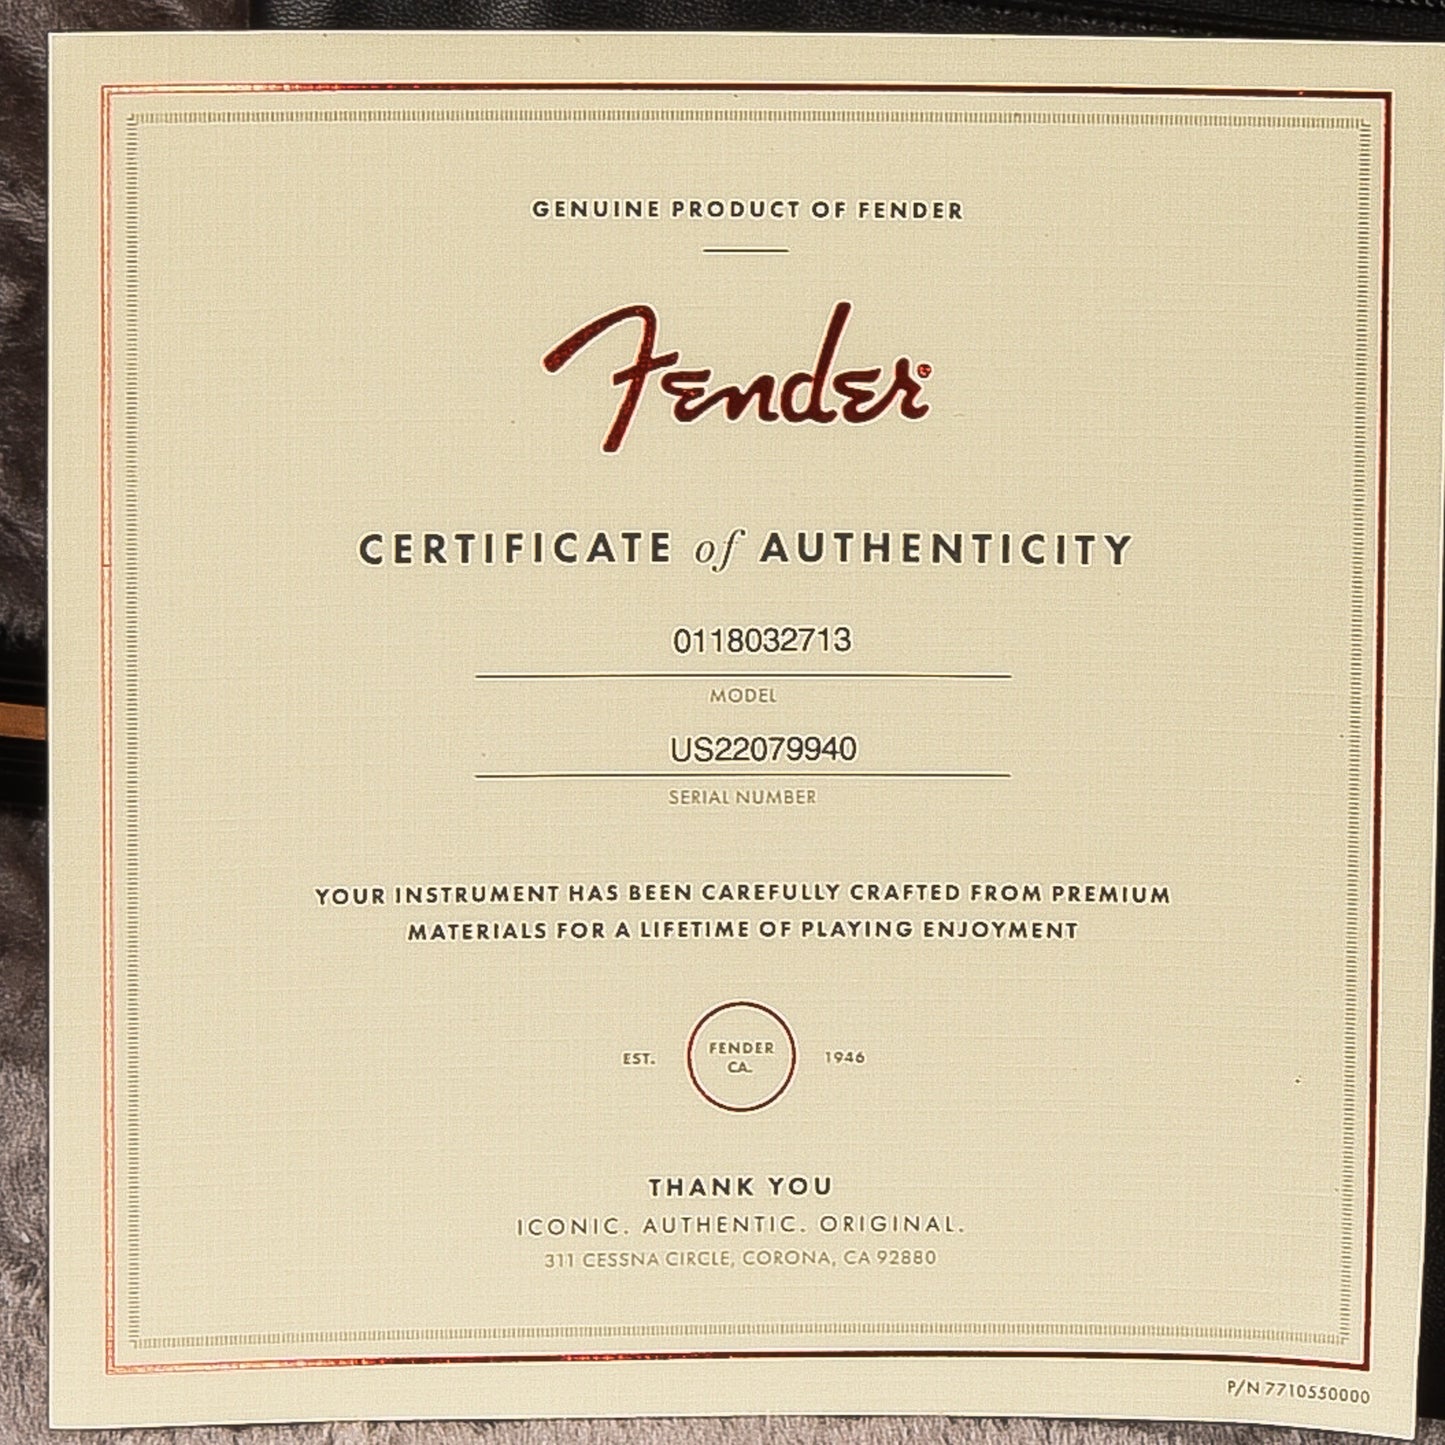 GENUINE PRODUCT OF FENDER
Fender®
CERTIFICATE of AUTHENTICITY
0118032713
MODEL
US22079940
SERIAL NUMBER
YOUR INSTRUMENT HAS BEEN CAREFULLY CRAFTED FROM PREMIUM
MATERIALS FOR A LIFETIME OF PLAYING ENJOYMENT
EST. FENDER CA. 1946
THANK YOU
ICONIC. AUTHENTIC. ORIGINAL.
311 CESSNA CIRCLE, CORONA, CA 92880
P/N 7710550000